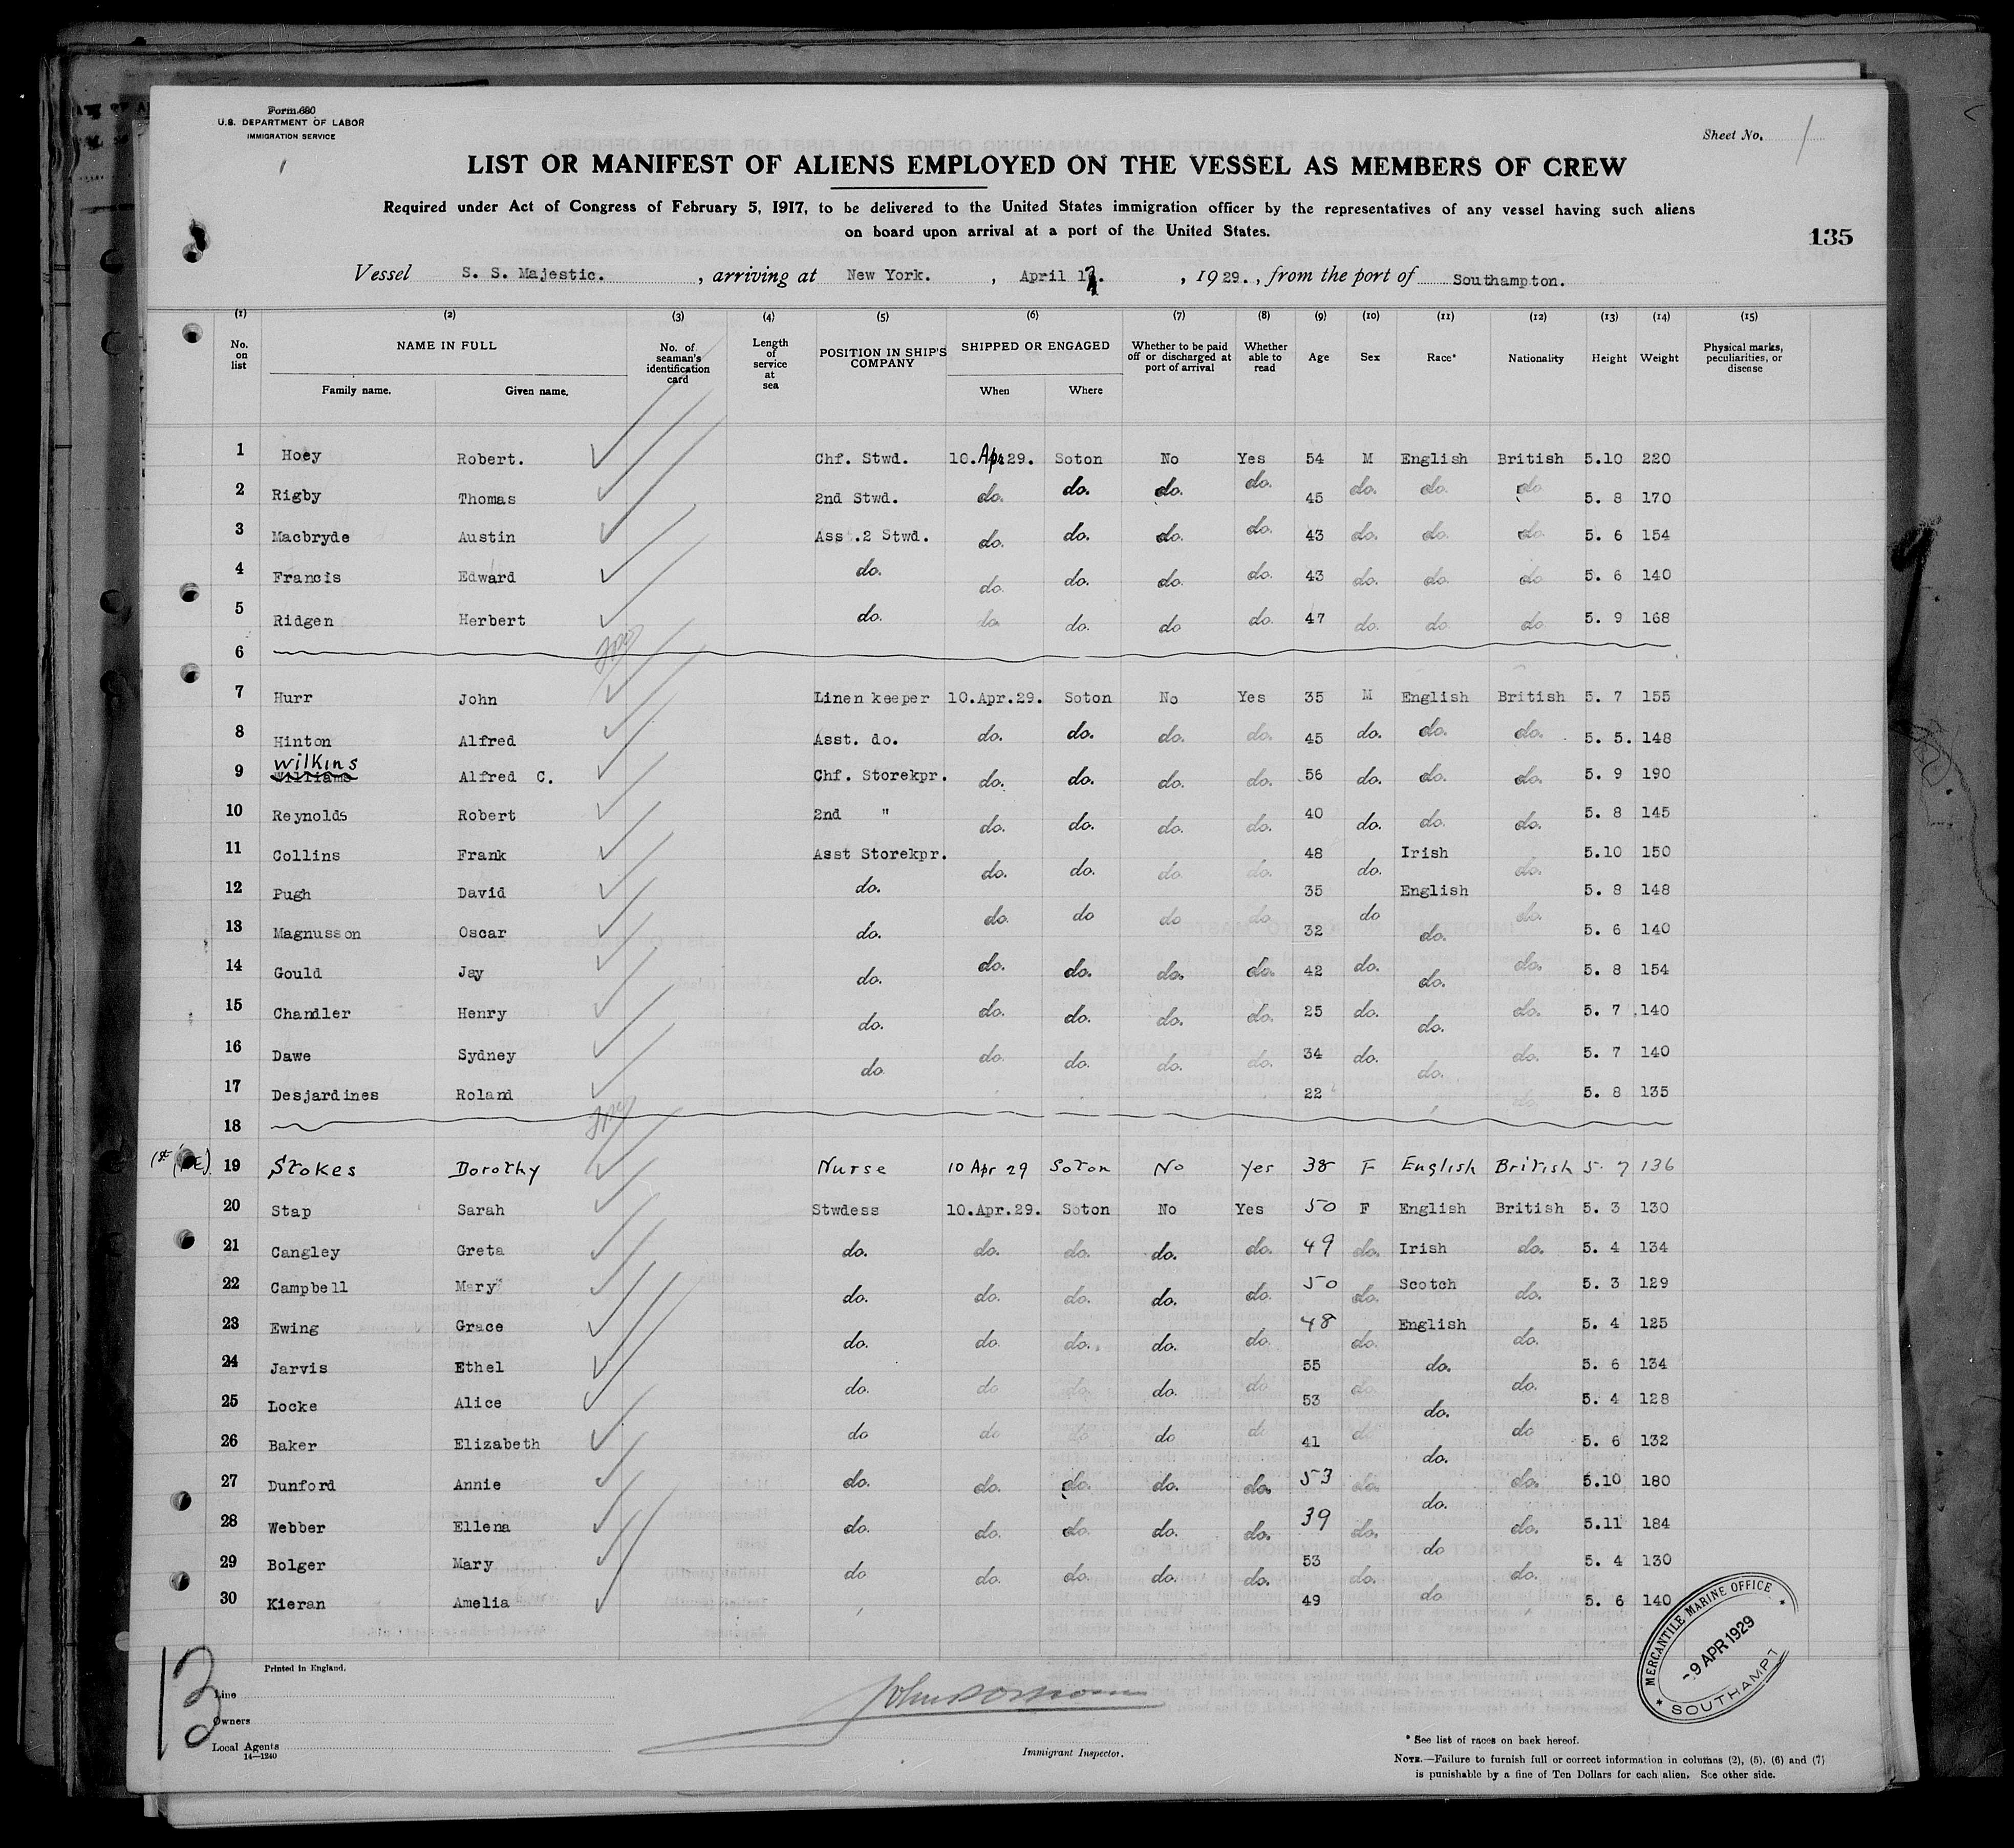 Form 680
U.S. DEPARTMENT OF LABOR
IMMIGRATION SERVICE
Sheet No. 1
LIST OR MANIFEST OF ALIENS EMPLOYED ON THE VESSEL AS MEMBERS OF CREW
Required under Act of Congress of February 5, 1917, to be delivered to the United States immigration officer by the representatives of any vessel having such aliens
on board upon arrival at a port of the United States.
135
Vessel S. S. Majestic. , arriving at New York. , April , 1929. , from the port of Southampton.
(1) (2) (3) (4) (5) (6) (7) (8) (9) (10) (11) (12) (13) (14) (15)
No. on list NAME IN FULL Family name. Given name. No. of seaman's identification card Length of service at sea POSITION IN SHIP'S COMPANY SHIPPED OR ENGAGED When Where Whether to be paid off or discharged at port of arrival Whether able to read Age Sex Race* Nationality Height Weight Physical marks, peculiarities, or disease
1 Hoey Robert. Chf. Stwd. 10.Apr29. Soton No Yes 54 M English British 5.10 220
2 Rigby Thomas 2nd Stwd. do. do. do. do. 45 do. do. do 5. 8 170
3 Macbryde Austin Ass .2 Stwd. do. do. do. do. 43 do. do. do 5. 6 154
4 Francis Edward do. do. do. do. do. 43 do. do. do 5. 6 140
5 Ridgen Herbert do. do. do. do do. 47 do. do do 5. 9 168
6
7 Hurr John Linen keeper 10.Apr.29. Soton No Yes 35 M English British 5. 7 155
8 Hinton Alfred Asst. do. do. do. do. do. 45 do. do. do. 5. 5. 148
9 Wilkins Williams Alfred C. Chf. Storekpr. do. do. do. do. 56 do. do. do. 5. 9 190
10 Reynolds Robert 2nd " do. do. do. do. 40 do. do. do. 5. 8 145
11 Collins Frank Asst Storekpr. do. do. do. do. 48 do. Irish do. 5.10 150
12 Pugh David do. do. do do do 35 do English do. 5. 8 148
13 Magnusson Oscar do. do. do. do. do. 32 do. do. do. 5. 6 140
14 Gould Jay do. do. do. do. do. 42 do. do. do. 5. 8 154
15 Chandler Henry do. do. do. do. do. 25 do. do. do. 5. 7 140
16 Dawe Sydney do 34 do. do. 5. 7 140
17 Desjardines Roland 22 do. 5. 8 135
18
19 Stokes Dorothy Nurse 10 Apr 29 Soton No Yes 38 F English British 5. 7 136
20 Stap Sarah Stwdess 10.Apr.29. Soton No Yes 50 F English British 5. 3 130
21 Cangley Greta do. do. do. do. do. 49 do. Irish do. 5. 4 134
22 Campbell Mary do. do. do. do. do. 50 do. Scotch do. 5. 3 129
23 Ewing Grace do. do. do. do. do. 48 do. English do. 5. 4 125
24 Jarvis Ethel do. do do. do. do 55 do. do. do. 5. 6 134
25 Locke Alice do do do do 53 do. do 5. 4 128
26 Baker Elizabeth 41 do. 5. 6 132
27 Dunford Annie do. do. do. do. do. 53 do. do. do. 5.10 180
28 Webber Ellena do. do. do. do. do. 39 do. do do. 5.11 184
29 Bolger Mary do do. do. do. do. 53 do. do do. 5. 4 130
30 Kieran Amelia 49 5. 6 140
MERCANTILE MARINE OFFICE
-9 APR 1929
SOUTHAMPT
Printed in England.
13
Line
Owners
Local Agents
14—1240
Immigrant Inspector.
* See list of races on back hereof.
NOTE.—Failure to furnish full or correct information in columns (2), (5), (6) and (7)
is punishable by a fine of Ten Dollars for each alien. See other side.